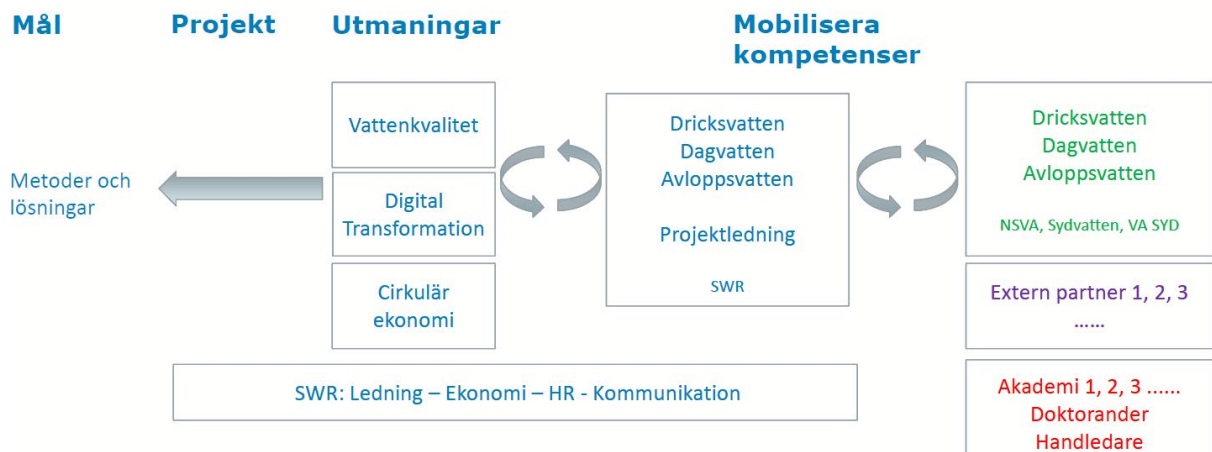 Mål
Projekt
Utmaningar
Mobilisera
kompetenser
Metoder och
lösningar
Vattenkvalitet
Digital
Transformation
Cirkulär
ekonomi
Dricksvatten
Dagvatten
Avloppsvatten
Projektledning
SWR
Dricksvatten
Dagvatten
Avloppsvatten
NSVA, Sydvatten, VA SYD
Extern partner 1, 2, 3
……
Akademi 1, 2, 3 ......
Doktorander
Handledare
SWR: Ledning – Ekonomi – HR - Kommunikation